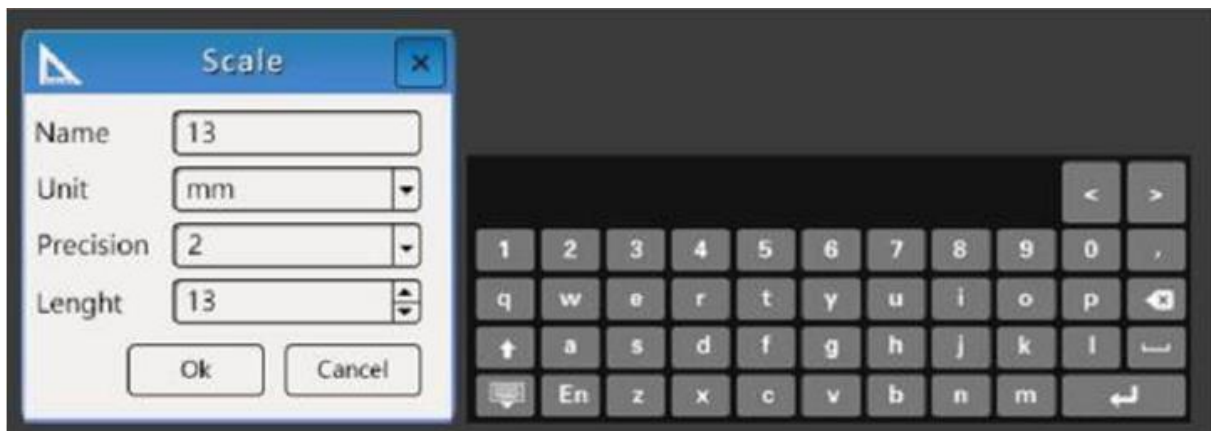 Scale
Name 13
Unit mm
Precision 2
Lenght 13
Ok Cancel
< >
1 2 3 4 5 6 7 8 9 0 ,
q w e r t y u i o p
a s d f g h j k l
En z x c v b n m